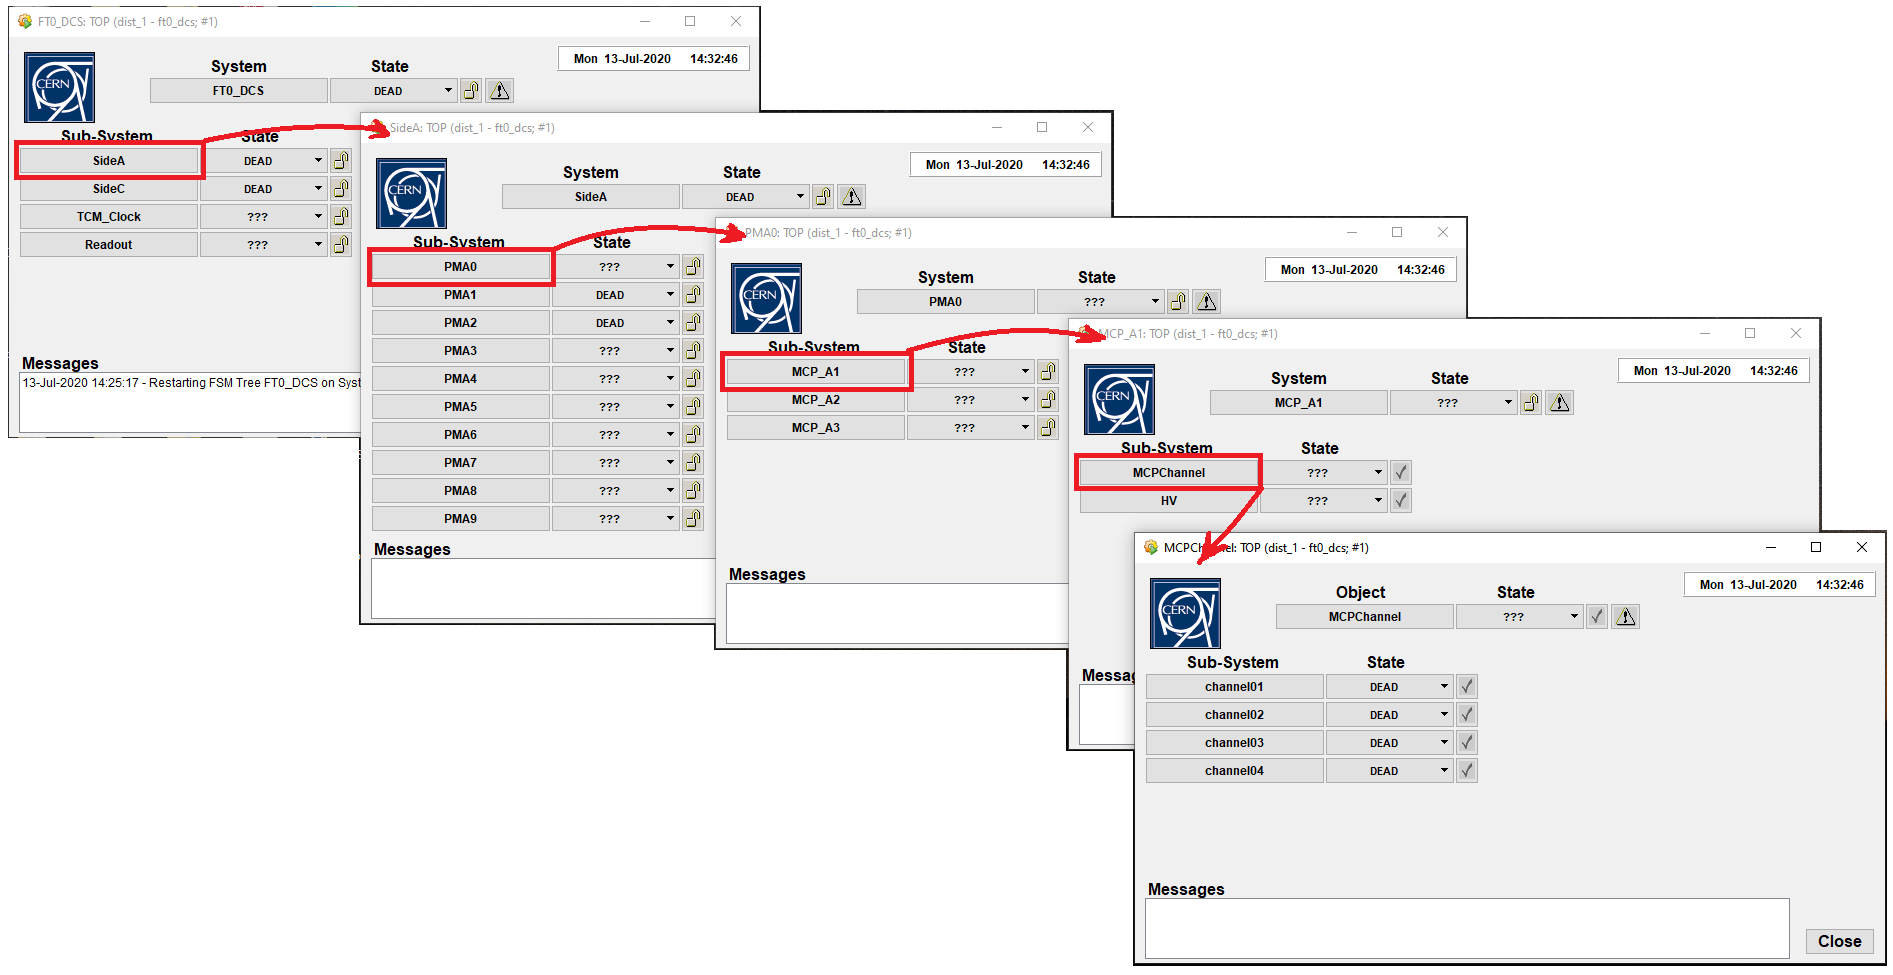 FT0_DCS: TOP (dist_1 - ft0_dcs; #1)
Mon 13-Jul-2020 14:32:46
CERN
System State
FT0_DCS DEAD
Sub-System State
SideA DEAD
SideC DEAD
TCM_Clock ???
Readout ???
Messages
13-Jul-2020 14:25:17 - Restarting FSM Tree FT0_DCS on Syst
SideA: TOP (dist_1 - ft0_dcs; #1)
Mon 13-Jul-2020 14:32:46
CERN
System State
SideA DEAD
Sub-System State
PMA0 ???
PMA1 DEAD
PMA2 DEAD
PMA3 ???
PMA4 ???
PMA5 ???
PMA6 ???
PMA7 ???
PMA8 ???
PMA9 ???
Messages
PMA0: TOP (dist_1 - ft0_dcs; #1)
Mon 13-Jul-2020 14:32:46
CERN
System State
PMA0 ???
Sub-System State
MCP_A1 ???
MCP_A2 ???
MCP_A3 ???
Messages
MCP_A1: TOP (dist_1 - ft0_dcs; #1)
Mon 13-Jul-2020 14:32:46
CERN
System State
MCP_A1 ???
Sub-System State
MCPChannel ???
HV ???
Messag
MCPChannel: TOP (dist_1 - ft0_dcs; #1)
Mon 13-Jul-2020 14:32:46
CERN
Object State
MCPChannel ???
Sub-System State
channel01 DEAD
channel02 DEAD
channel03 DEAD
channel04 DEAD
Messages
Close